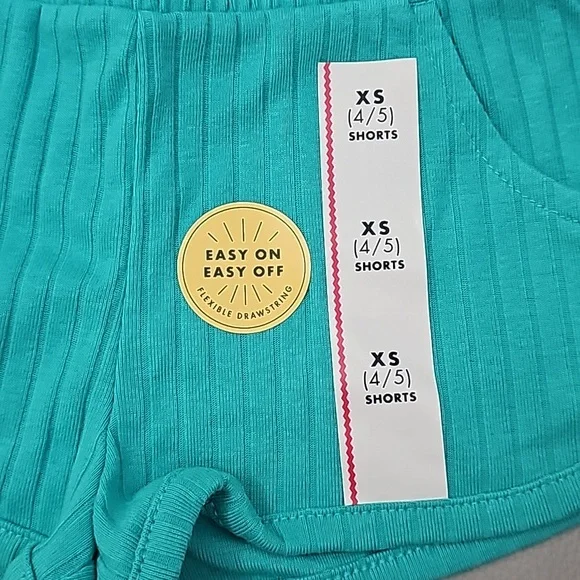 EASY ON
EASY OFF
FLEXIBLE DRAWSTRING
XS
(4/5)
SHORTS
XS
(4/5)
SHORTS
XS
(4/5)
SHORTS